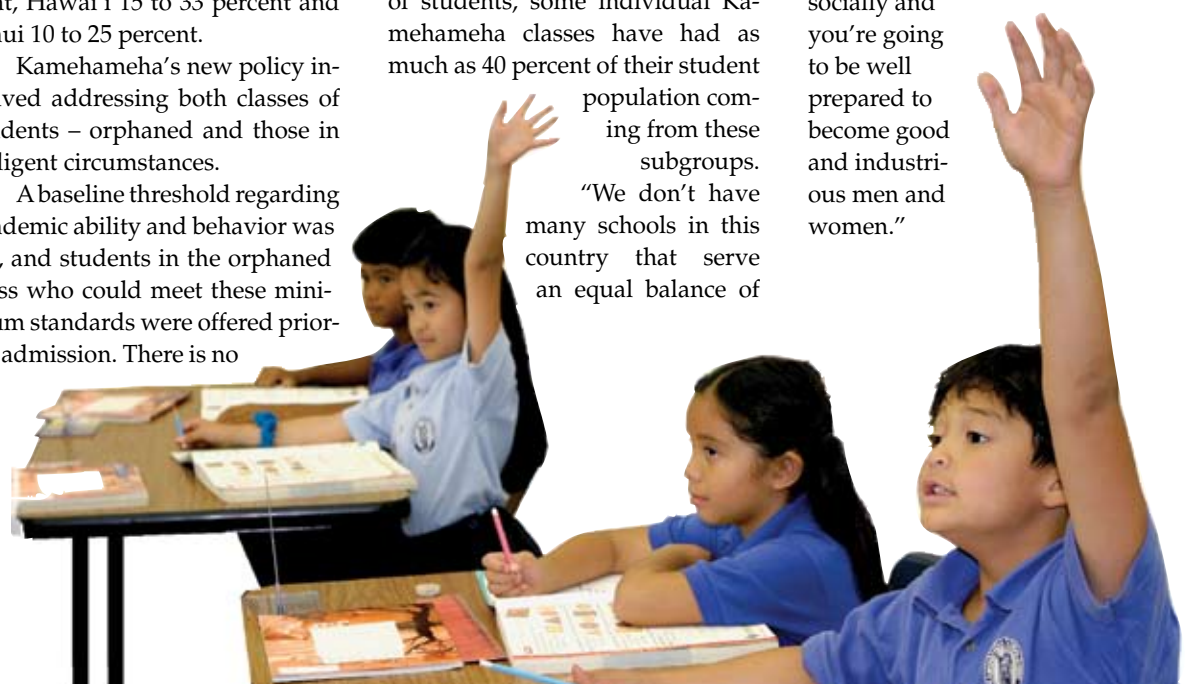 Hawai‘i 15 to 33 percent and
10 to 25 percent.
Kamehameha’s new policy in-
ved addressing both classes of
dents – orphaned and those in
ligent circumstances.
A baseline threshold regarding
ademic ability and behavior was
, and students in the orphaned
ss who could meet these mini-
um standards were offered prior-
admission. There is no
of students, some individual Ka-
mehameha classes have had as
much as 40 percent of their student
population com-
ing from these
subgroups.
“We don’t have
many schools in this
country that serve
an equal balance of
socially and
you’re going
to be well
prepared to
become good
and industri-
ous men and
women.”